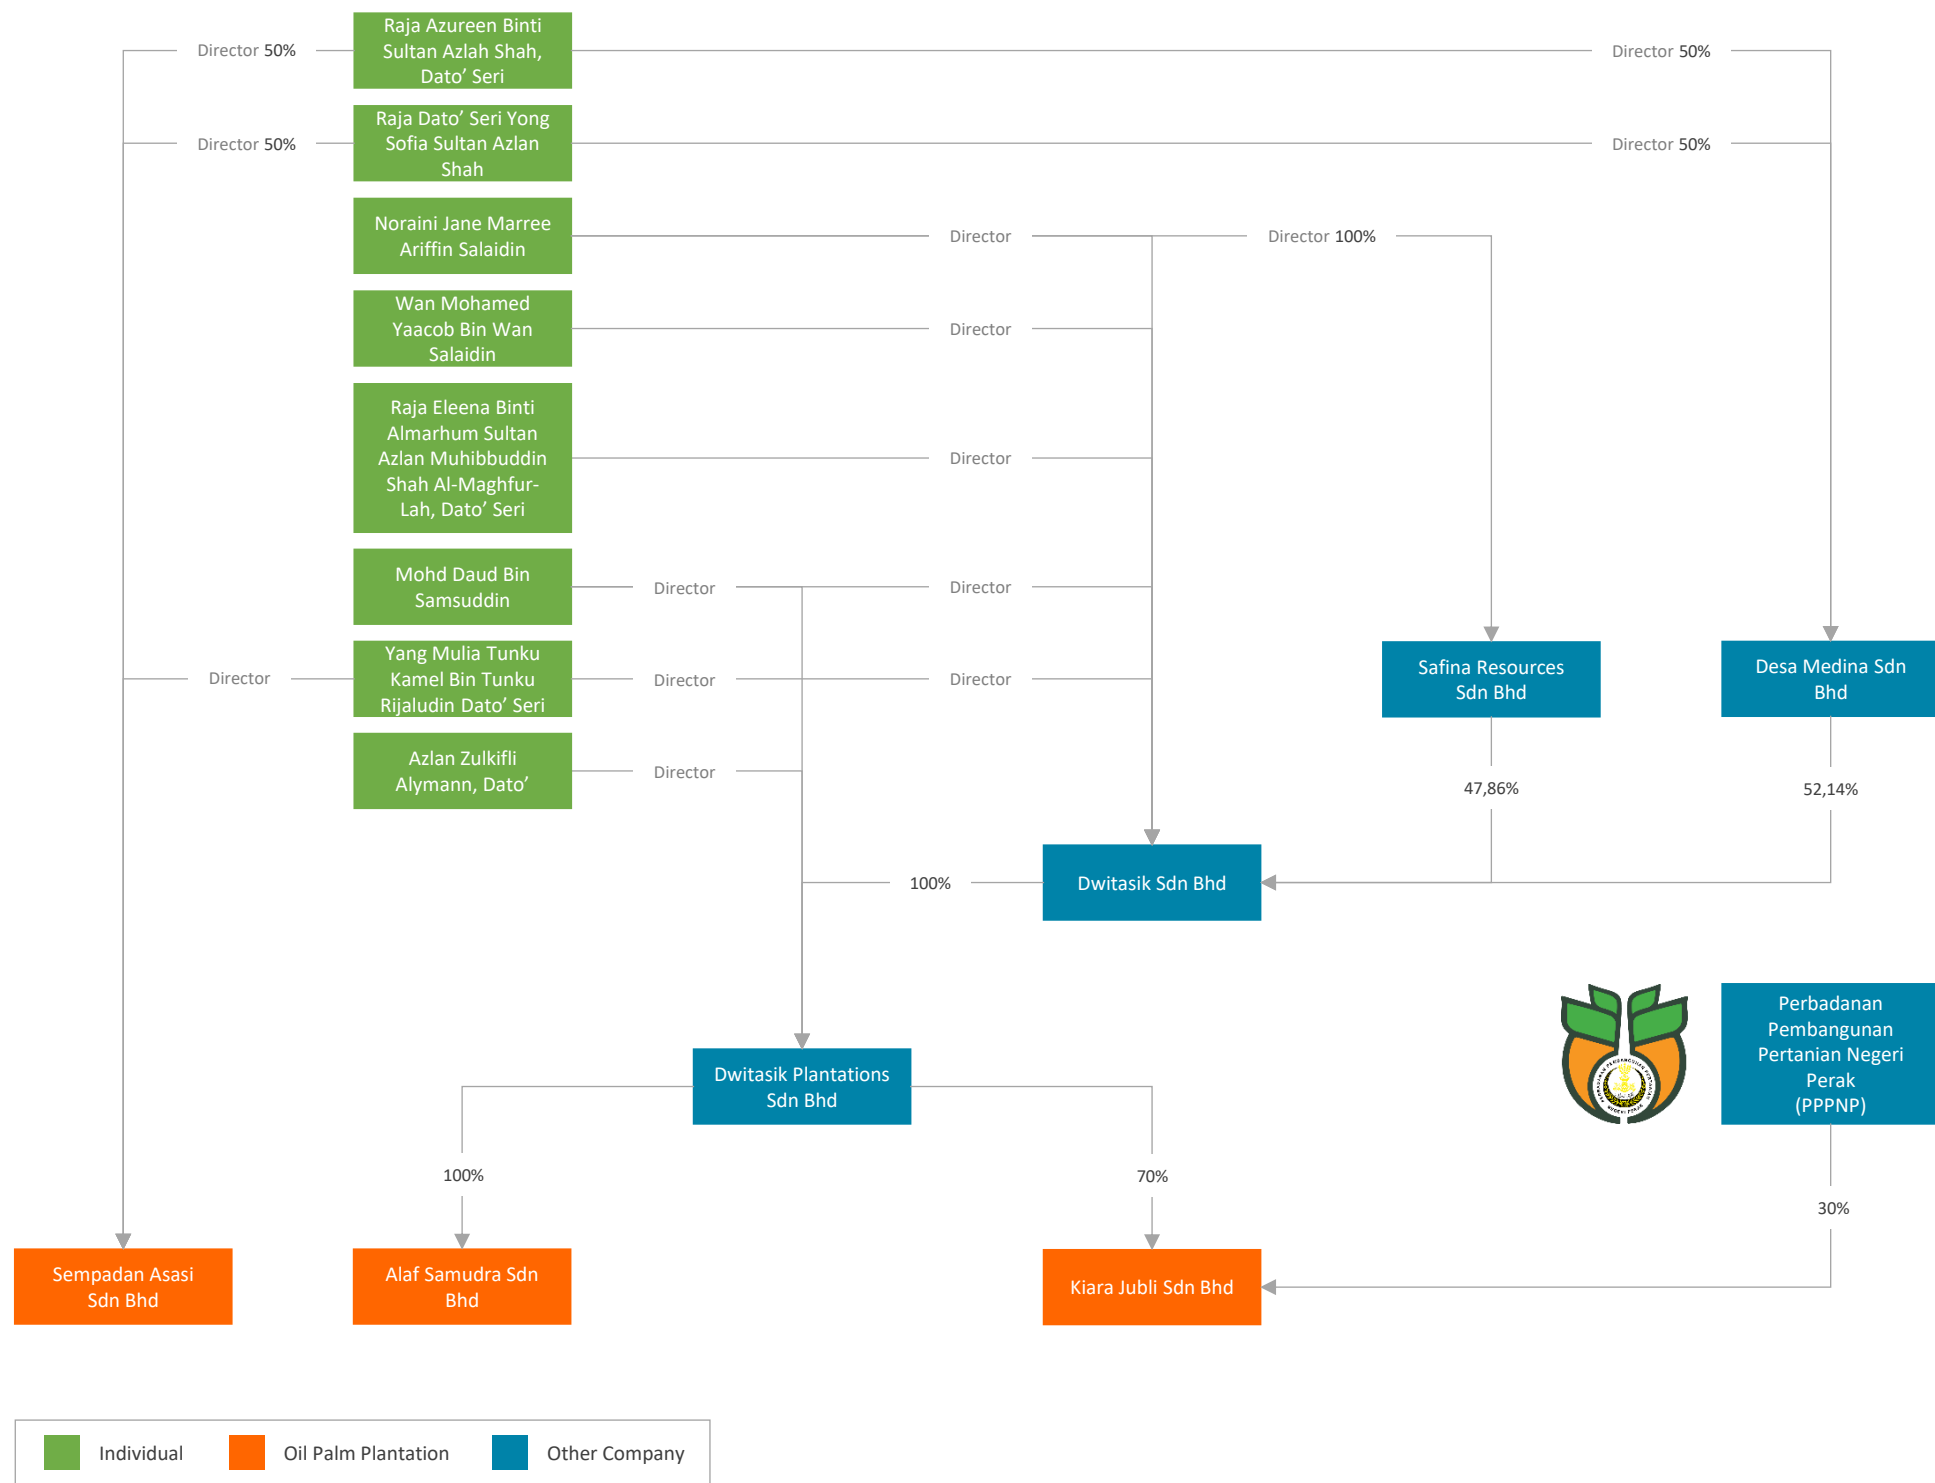 Raja Azureen Binti
Sultan Azlah Shah,
Dato’ Seri
Director 50%
Director 50%
Raja Dato’ Seri Yong
Sofia Sultan Azlan
Shah
Director 50%
Director 50%
Noraini Jane Marree
Ariffin Salaidin
Director
Director 100%
Wan Mohamed
Yaacob Bin Wan
Salaidin
Director
Raja Eleena Binti
Almarhum Sultan
Azlan Muhibbuddin
Shah Al-Maghfur-
Lah, Dato’ Seri
Director
Mohd Daud Bin
Samsuddin
Director
Director
Yang Mulia Tunku
Kamel Bin Tunku
Rijaludin Dato’ Seri
Director
Director
Director
Safina Resources
Sdn Bhd
Desa Medina Sdn
Bhd
Azlan Zulkifli
Alymann, Dato’
Director
47,86%
52,14%
100%
Dwitasik Sdn Bhd
Perbadanan
Pembangunan
Pertanian Negeri
Perak
(PPPNP)
Dwitasik Plantations
Sdn Bhd
100%
70%
30%
Sempadan Asasi
Sdn Bhd
Alaf Samudra Sdn
Bhd
Kiara Jubli Sdn Bhd
Individual
Oil Palm Plantation
Other Company